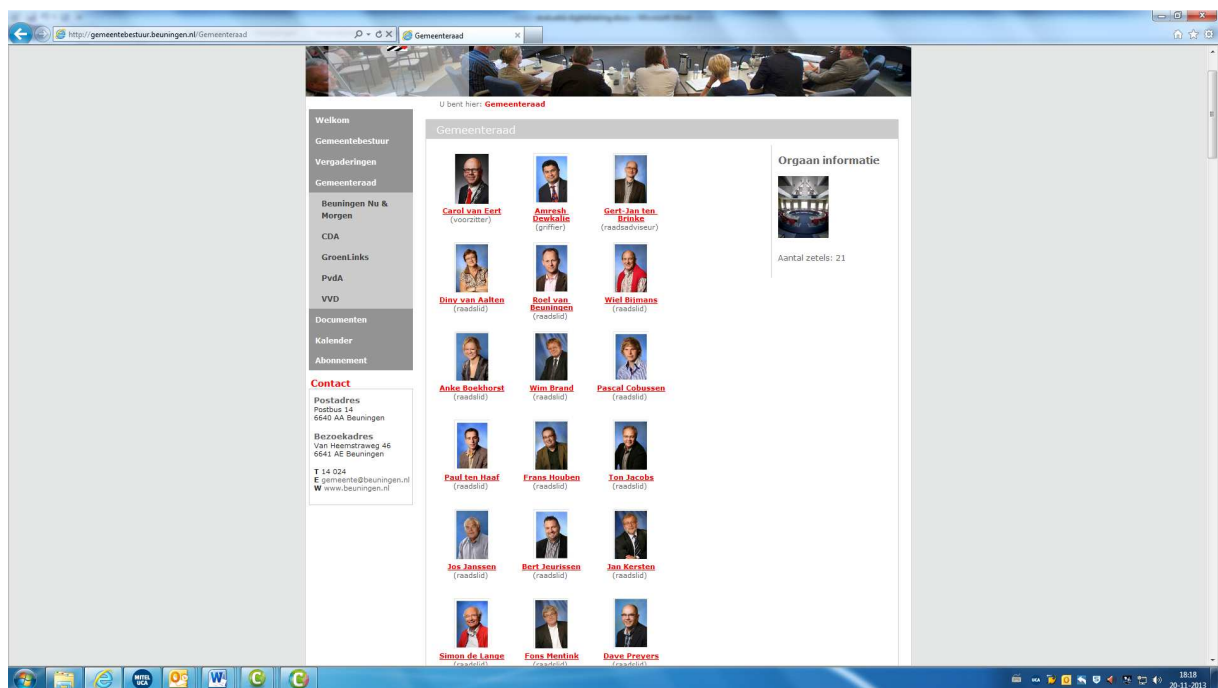 http://gemeentebestuur.beuningen.nl/Gemeenteraad
Gemeenteraad
U bent hier: Gemeenteraad
Welkom
Gemeentebestuur
Vergaderingen
Gemeenteraad
Beuningen Nu &
Morgen
CDA
GroenLinks
PvdA
VVD
Documenten
Kalender
Abonnement
Contact
Postadres
Postbus 14
6640 AA Beuningen
Bezoekadres
Van Heemstraweg 46
6641 AE Beuningen
T 14 024
E gemeente@beuningen.nl
W www.beuningen.nl
Gemeenteraad
Carol van Eert
(voorzitter)
Amresh
Dewkalie
(griffier)
Gert-Jan ten
Brinke
(raadsadviseur)
Diny van Aalten
(raadslid)
Roel van
Beuningen
(raadslid)
Wiel Bijmans
(raadslid)
Anke Boekhorst
(raadslid)
Wim Brand
(raadslid)
Pascal Cobussen
(raadslid)
Paul ten Haaf
(raadslid)
Frans Houben
(raadslid)
Ton Jacobs
(raadslid)
Jos Janssen
(raadslid)
Bert Jeurissen
(raadslid)
Jan Kersten
(raadslid)
Simon de Lange
(raadslid)
Fons Mentink
(raadslid)
Dave Preyers
(raadslid)
Orgaan informatie
Aantal zetels: 21
MITEL
UCA
UCA
18:18
20-11-2013